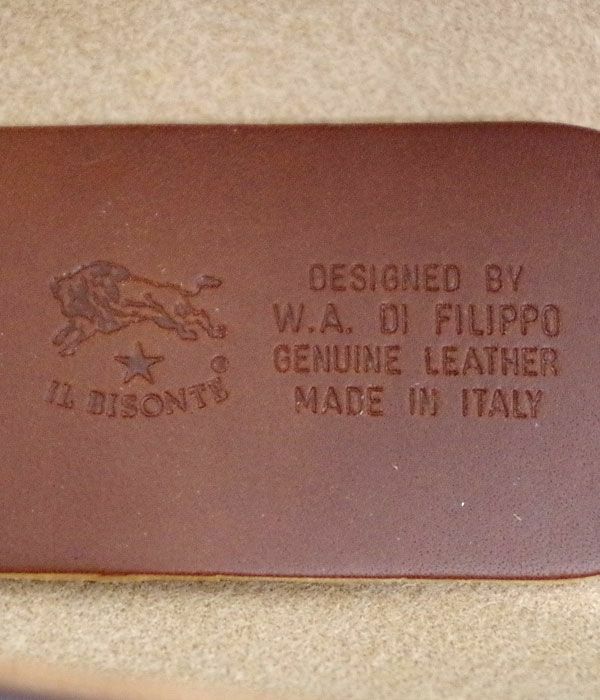 IL BISONTE®
DESIGNED BY
W.A. DI FILIPPO
GENUINE LEATHER
MADE IN ITALY